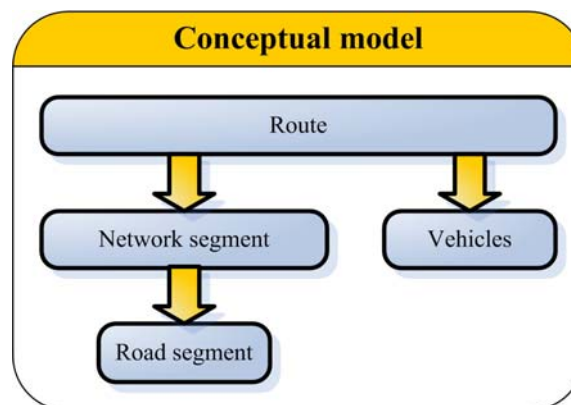 Conceptual model
Route
Network segment
Vehicles
Road segment